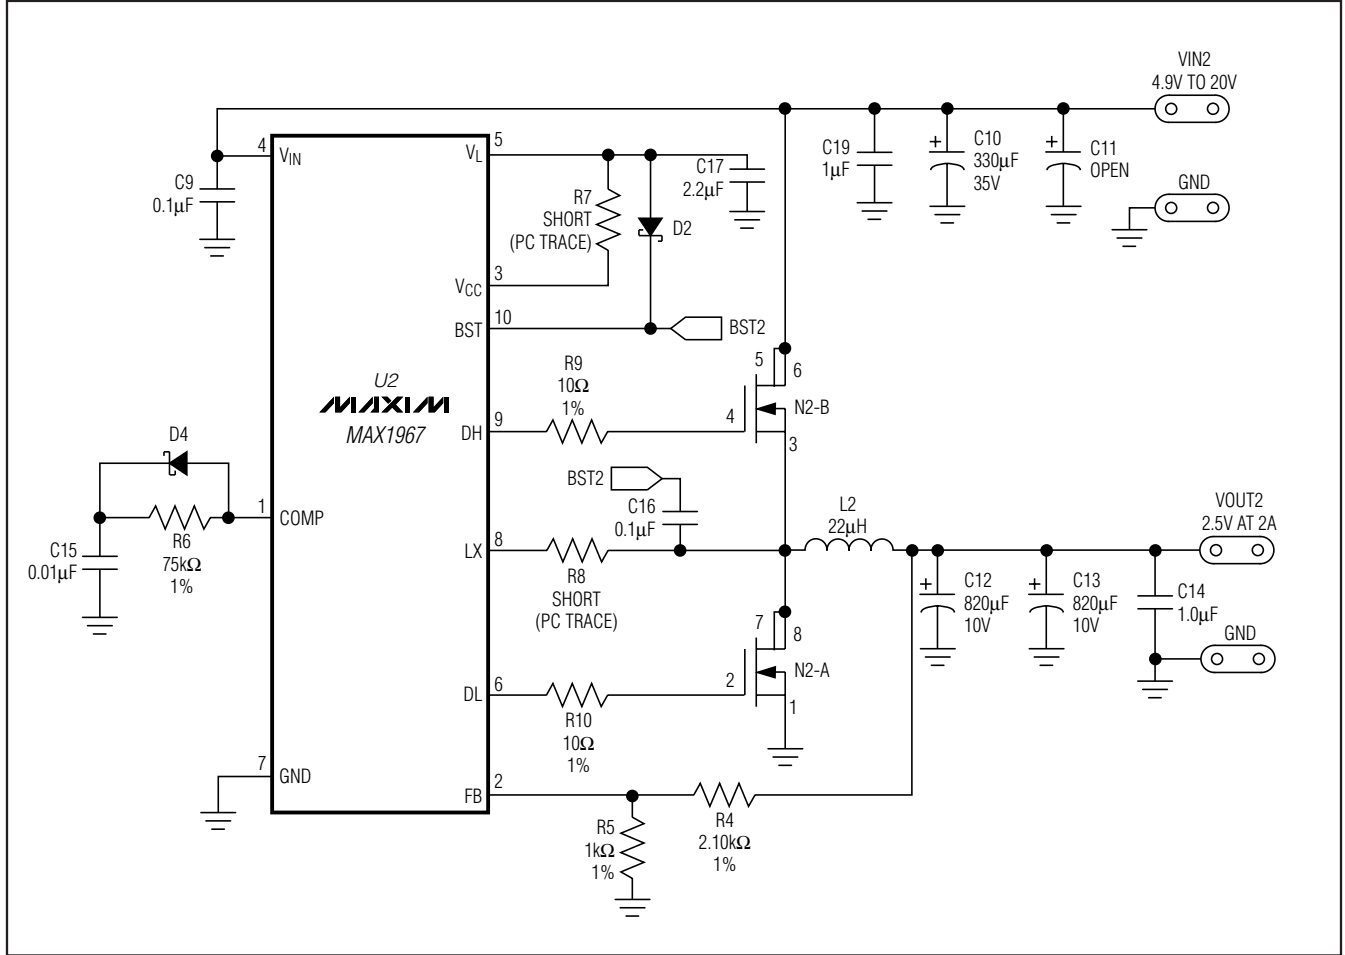 VIN2
4.9V TO 20V
4
VIN
5
VL
C9
0.1μF
R7
SHORT
(PC TRACE)
D2
C17
2.2μF
C19
1μF
+
C10
330μF
35V
+
C11
OPEN
GND
3
VCC
10
BST
BST2
U2
MAXIM
MAX1967
R9
10Ω
1%
9
DH
5
6
4
N2-B
3
D4
1
COMP
R6
75kΩ
1%
C15
0.01μF
BST2
C16
0.1μF
8
LX
R8
SHORT
(PC TRACE)
L2
22μH
VOUT2
2.5V AT 2A
+
C12
820μF
10V
+
C13
820μF
10V
C14
1.0μF
GND
7
8
2
N2-A
1
6
DL
R10
10Ω
1%
7
GND
2
FB
R5
1kΩ
1%
R4
2.10kΩ
1%